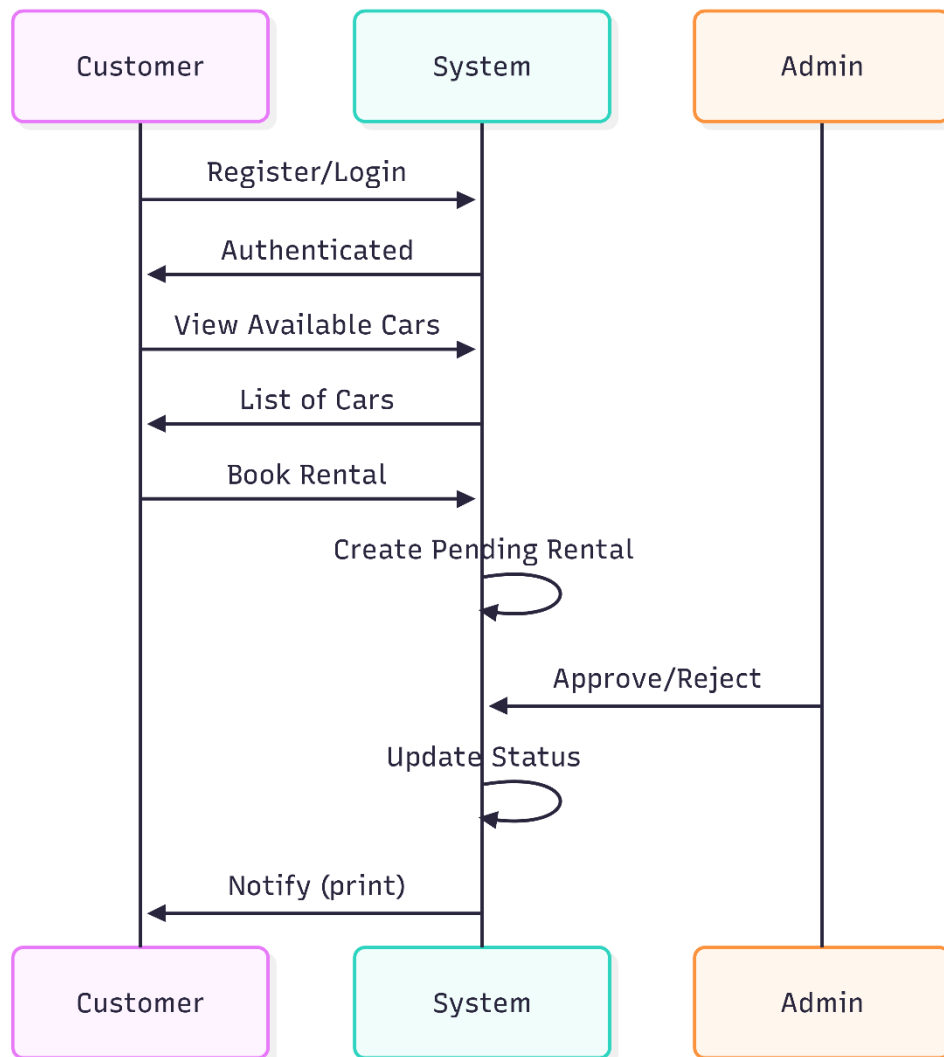 Customer
System
Admin
Register/Login
Authenticated
View Available Cars
List of Cars
Book Rental
Create Pending Rental
Approve/Reject
Update Status
Notify (print)
Customer
System
Admin